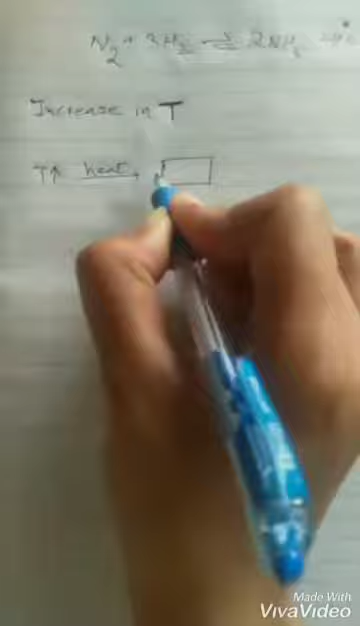 N₂ + 3H₂ ⇌ 2NH₃
Increase in T
T↑ heat →
Made With
VivaVideo